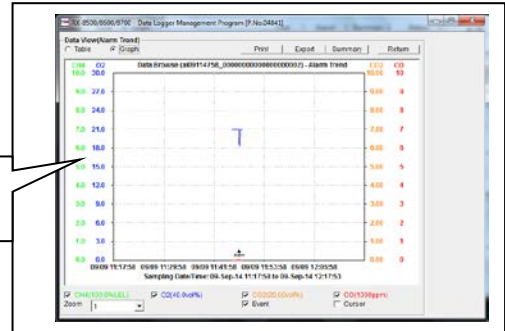 RX-8500/8600/8700 Data Logger Management Program [P.No.04841]
Data View(Alarm Trend)
Table Graph Print Export Summary Return
CH4 O2 Data Browse - Alarm Trend CO2 CO
10.0 30.0 10.00 10
9.0 27.0 9.00 9
8.0 24.0 8.00 8
7.0 21.0 7.00 7
6.0 18.0 6.00 6
5.0 15.0 5.00 5
4.0 12.0 4.00 4
3.0 9.0 3.00 3
2.0 6.0 2.00 2
1.0 3.0 1.00 1
0.0 0.0 0.00 0
09/09 11:17:58 09/09 11:29:58 09/09 11:41:58 09/09 11:53:58 09/09 12:05:58
Sampling Date/Time: 09-Sep-14 11:17:58 to 09-Sep-14 12:17:53
CH4(100.0%LEL) O2(40.0vol%) CO2(20.00vol%) CO(1000ppm)
Zoom 1 Event Cursor